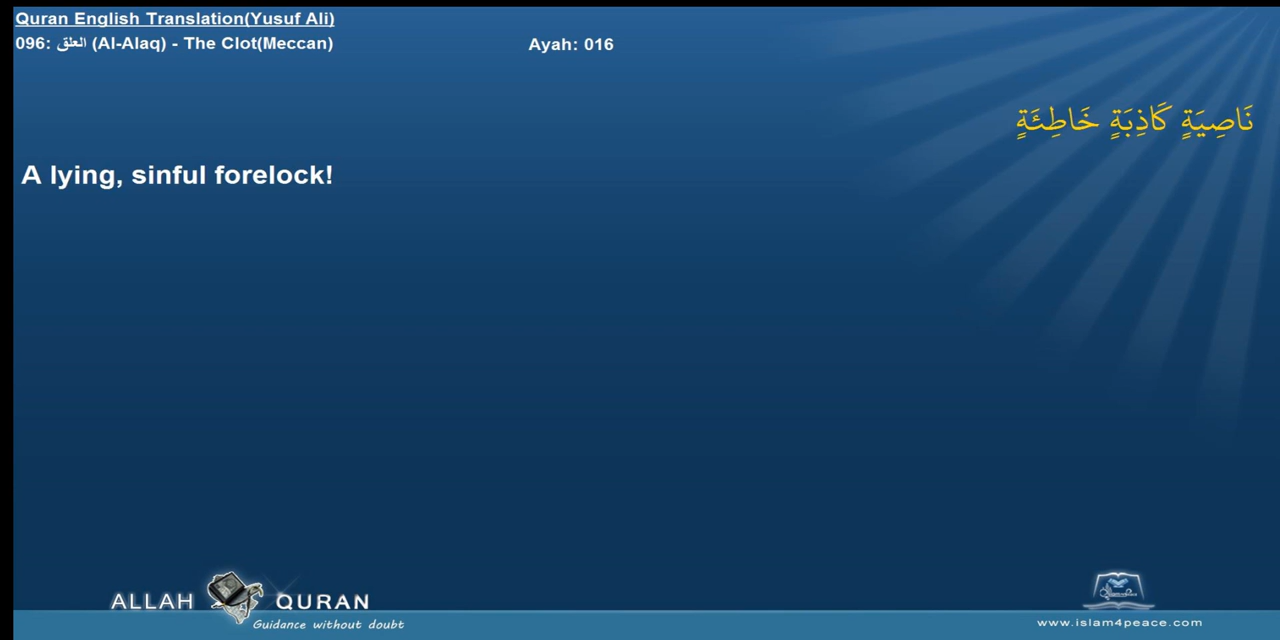 Quran English Translation(Yusuf Ali)
096: العلق (Al-Alaq) - The Clot(Meccan)
Ayah: 016
نَاصِيَةٍ كَاذِبَةٍ خَاطِئَةٍ
A lying, sinful forelock!
ALLAH QURAN
Guidance without doubt
www.islam4peace.com